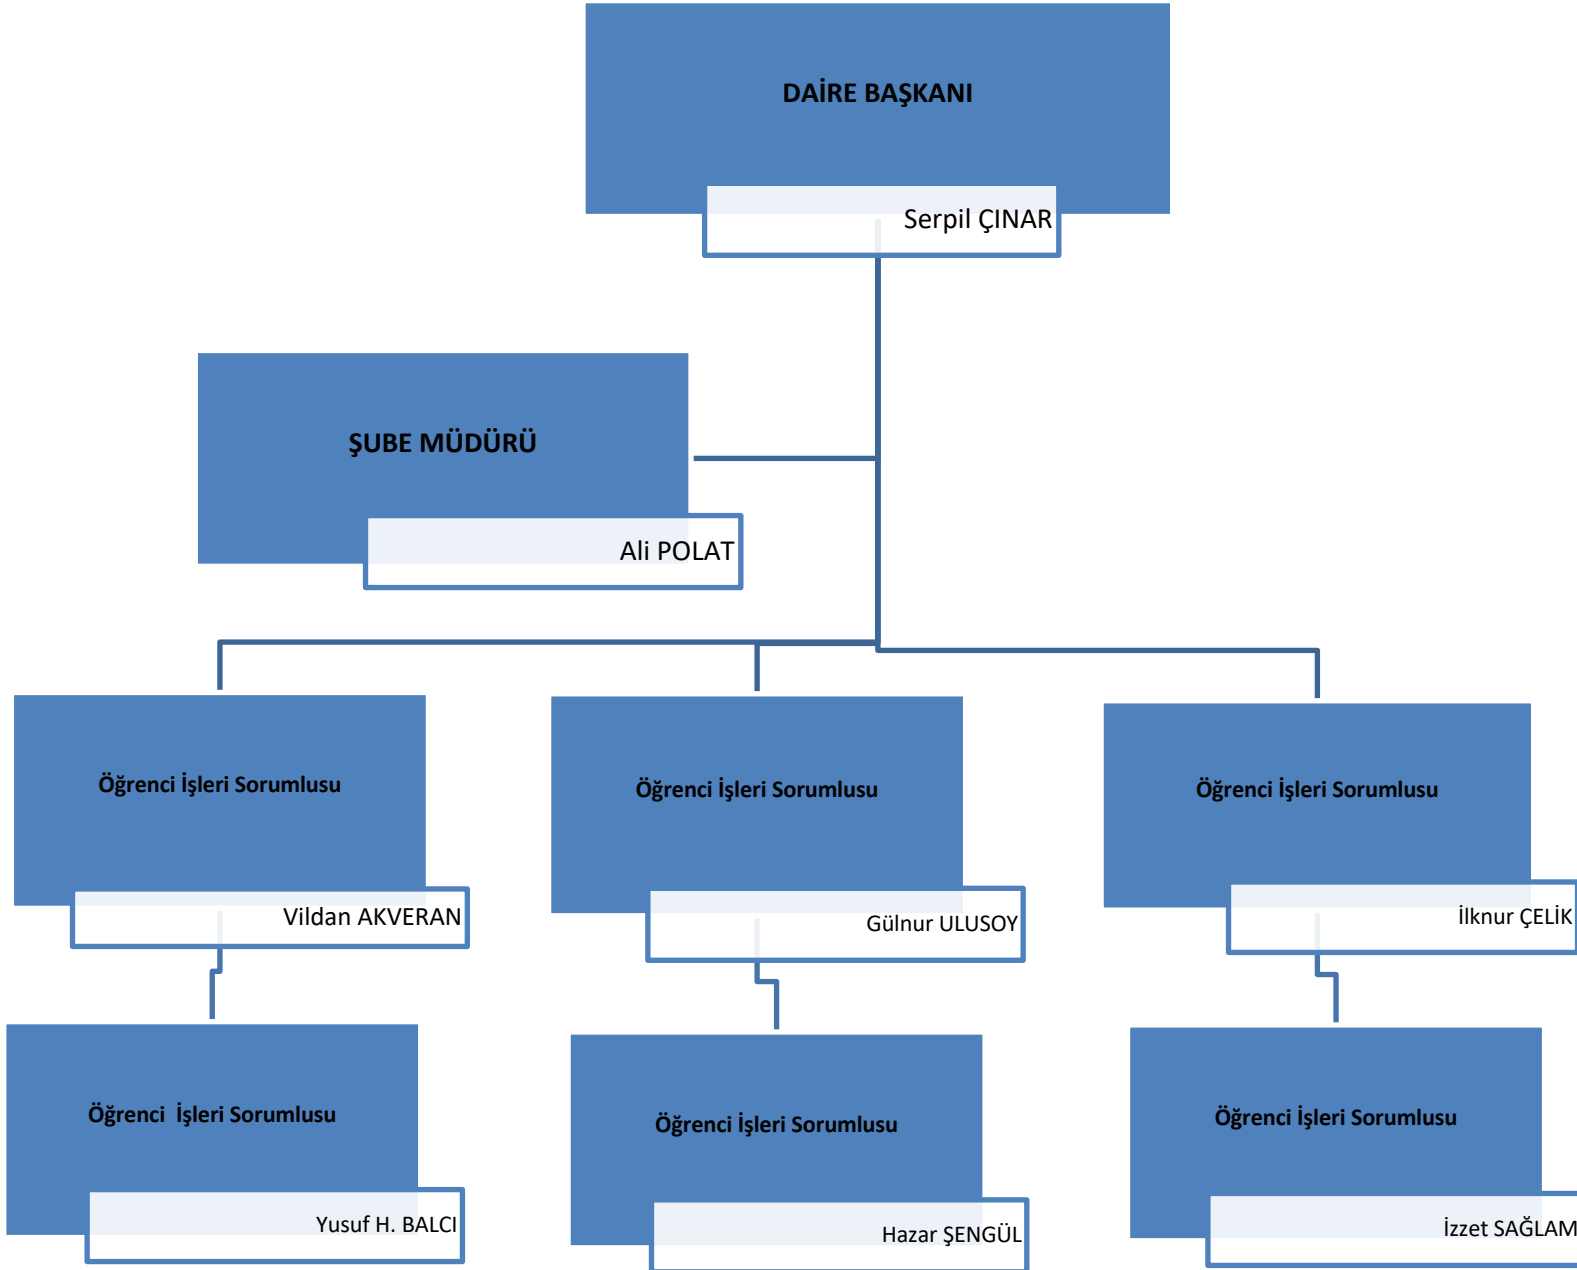 DAİRE BAŞKANI
Serpil ÇINAR
ŞUBE MÜDÜRÜ
Ali POLAT
Öğrenci İşleri Sorumlusu
Vildan AKVERAN
Öğrenci İşleri Sorumlusu
Gülnur ULUSOY
Öğrenci İşleri Sorumlusu
İlknur ÇELİK
Öğrenci  İşleri Sorumlusu
Yusuf H. BALCI
Öğrenci İşleri Sorumlusu
Hazar ŞENGÜL
Öğrenci İşleri Sorumlusu
İzzet SAĞLAM